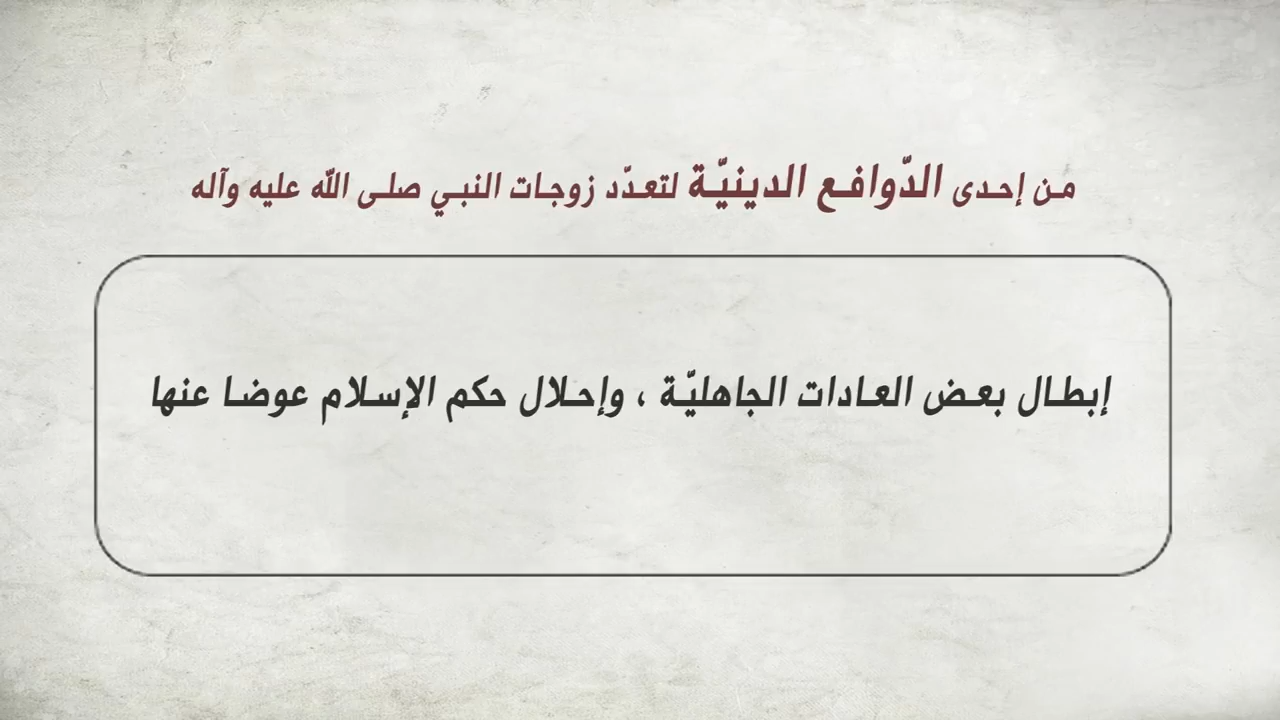 من إحدى الدّوافع الدينيّة لتعدّد زوجات النبي صلى الله عليه وآله
إبطال بعض العادات الجاهليّة ، وإحلال حكم الإسلام عوضا عنها